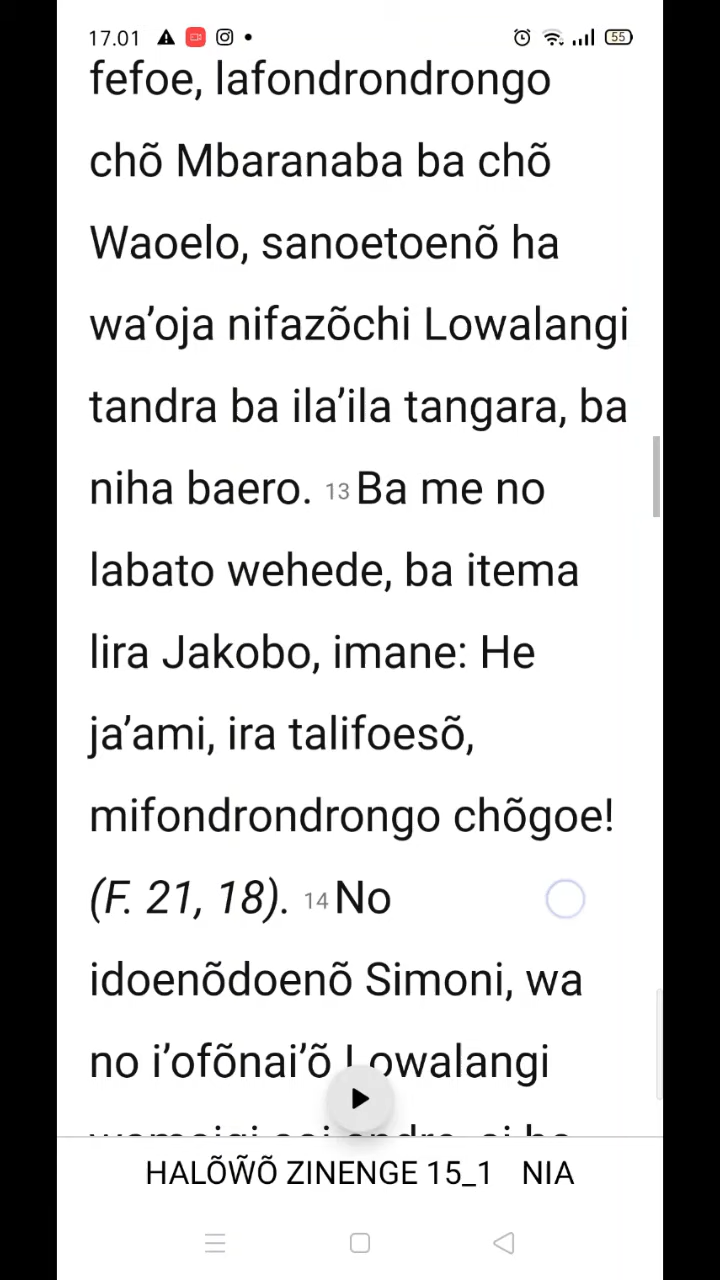 17.01
55
fefoe, lafondrondrongo
chõ Mbaranaba ba chõ
Waoelo, sanoetoenõ ha
wa’oja nifazõchi Lowalangi
tandra ba ila’ila tangara, ba
niha baero. 13 Ba me no
labato wehede, ba itema
lira Jakobo, imane: He
ja’ami, ira talifoesõ,
mifondrondrongo chõgoe!
(F. 21, 18). 14 No
idoenõdoenõ Simoni, wa
no i’ofõnai’õ Lowalangi
HALÕŴÕ ZINENGE 15_1 NIA